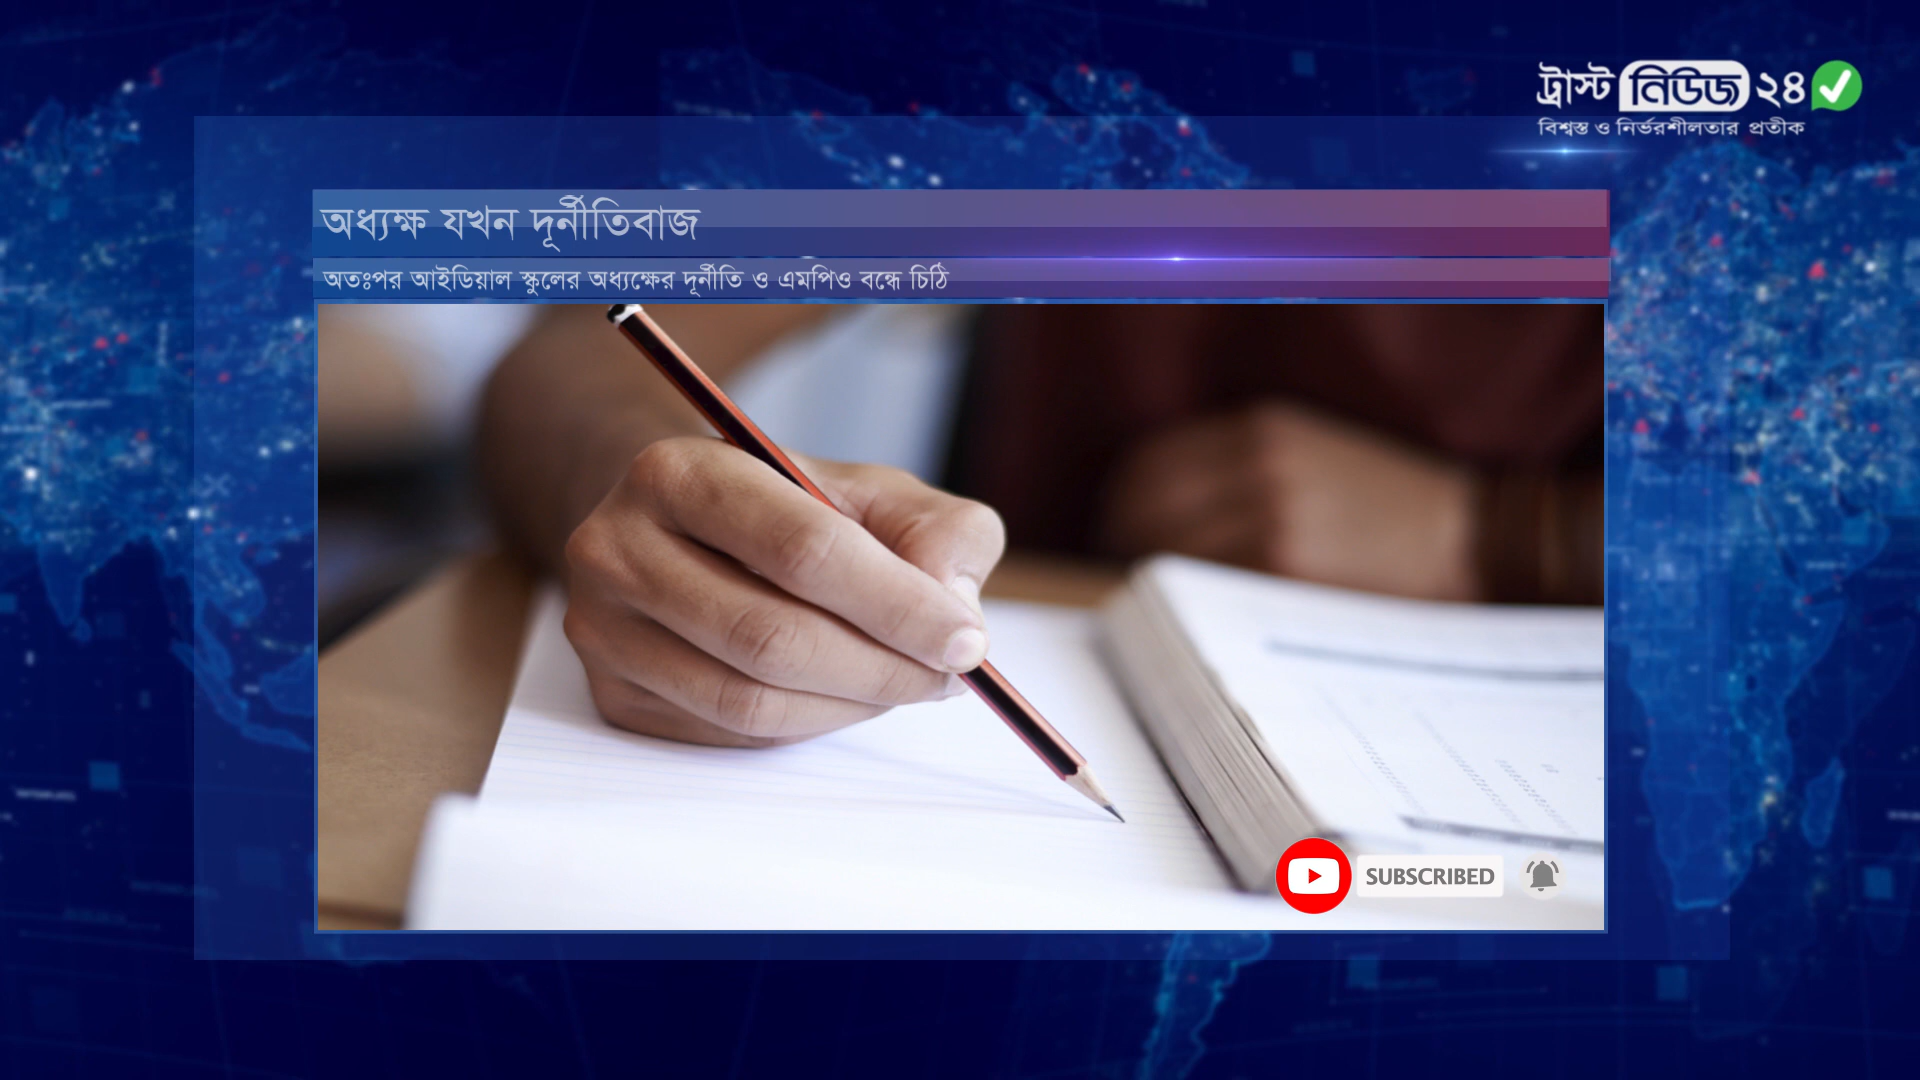 ট্রাস্ট নিউজ ২৪
বিশ্বস্ত ও নির্ভরশীলতার প্রতীক
অধ্যক্ষ যখন দূর্নীতিবাজ
অতঃপর আইডিয়াল স্কুলের অধ্যক্ষের দূর্নীতি ও এমপিও বন্ধে চিঠি
SUBSCRIBED